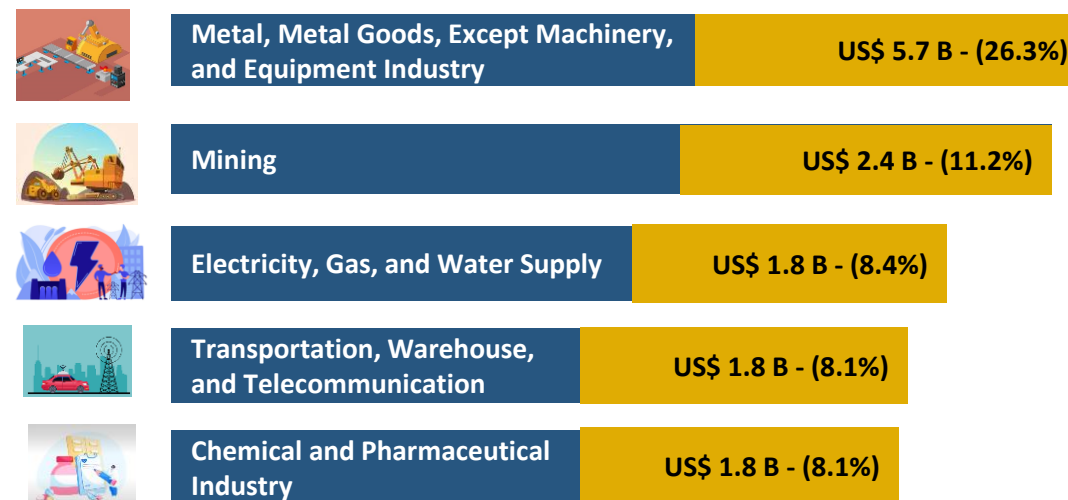 Metal, Metal Goods, Except Machinery,
and Equipment Industry
US$ 5.7 B - (26.3%)
Mining
US$ 2.4 B - (11.2%)
Electricity, Gas, and Water Supply
US$ 1.8 B - (8.4%)
Transportation, Warehouse,
and Telecommunication
US$ 1.8 B - (8.1%)
Chemical and Pharmaceutical
Industry
US$ 1.8 B - (8.1%)